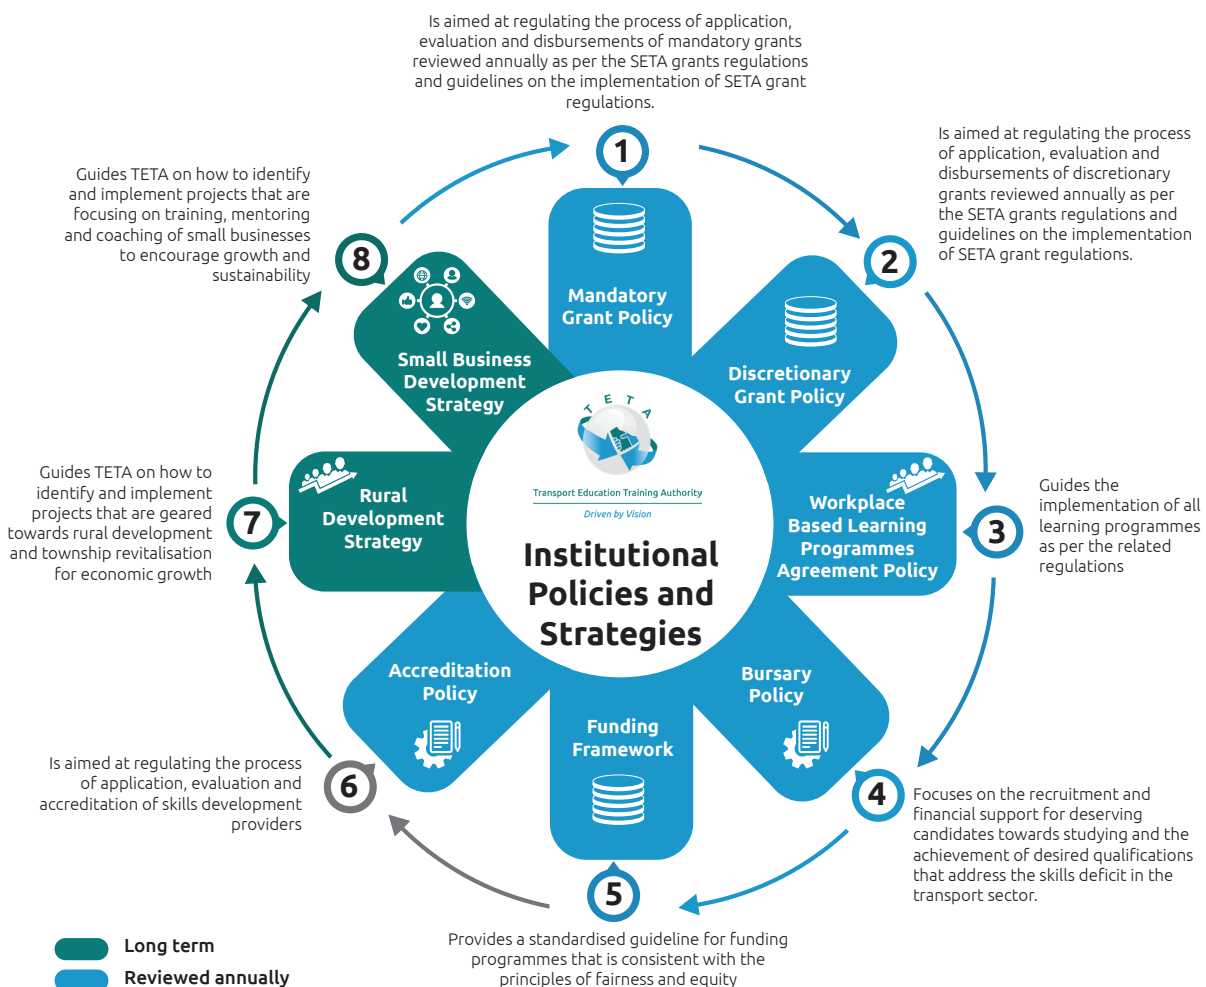 Is aimed at regulating the process of application,
evaluation and disbursements of mandatory grants
reviewed annually as per the SETA grants regulations
and guidelines on the implementation of SETA grant
regulations.
1
Mandatory
Grant Policy
Is aimed at regulating the process
of application, evaluation and
disbursements of discretionary
grants reviewed annually as per
the SETA grants regulations and
guidelines on the implementation
of SETA grant regulations.
2
Discretionary
Grant Policy
Guides the
implementation of all
learning programmes
as per the related
regulations
3
Workplace
Based Learning
Programmes
Agreement Policy
4
Focuses on the recruitment and
financial support for deserving
candidates towards studying and the
achievement of desired qualifications
that address the skills deficit in the
transport sector.
Bursary
Policy
Funding
Framework
5
Provides a standardised guideline for funding
programmes that is consistent with the
principles of fairness and equity
Accreditation
Policy
6
Is aimed at regulating the process
of application, evaluation and
accreditation of skills development
providers
Rural
Development
Strategy
7
Guides TETA on how to
identify and implement
projects that are geared
towards rural development
and township revitalisation
for economic growth
Guides TETA on how to identify
and implement projects that are
focusing on training, mentoring
and coaching of small businesses
to encourage growth and
sustainability
8
Small Business
Development
Strategy
TETA
Transport Education Training Authority
Driven by Vision
Institutional
Policies and
Strategies
Long term
Reviewed annually